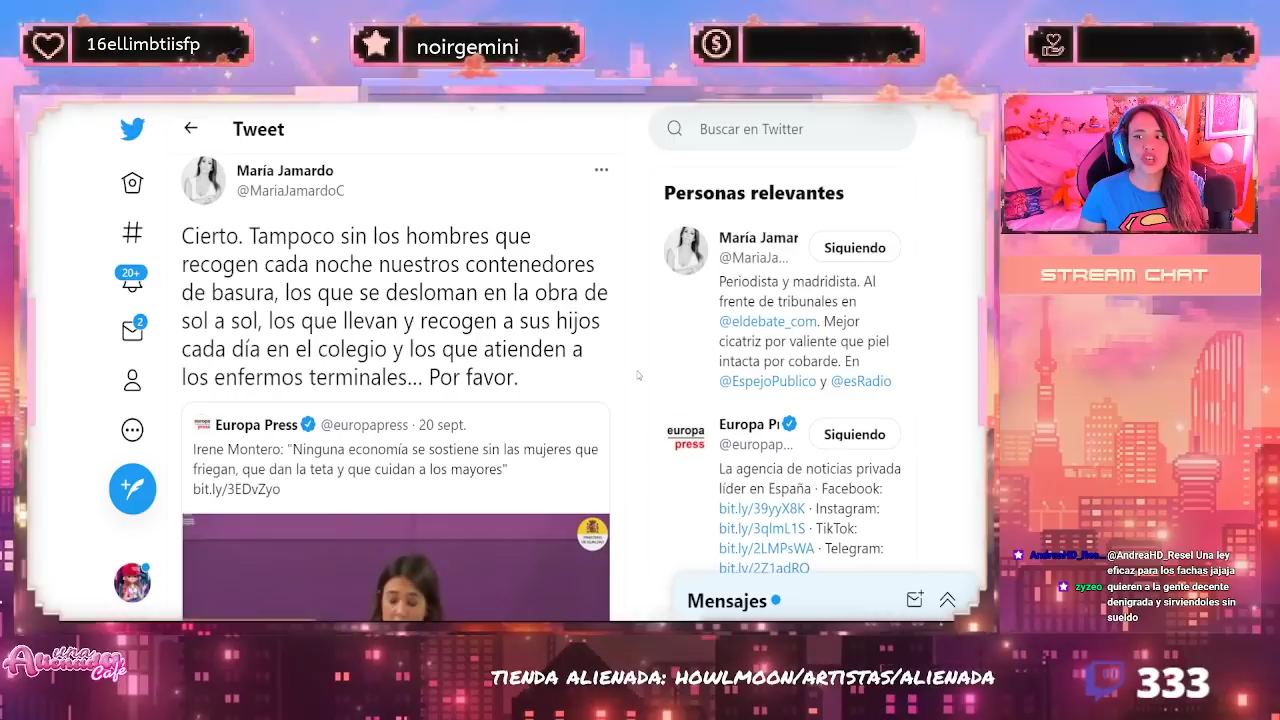 16ellimbtiisfp
noirgemini
Tweet
Buscar en Twitter
María Jamardo
@MariaJamardoC
Cierto. Tampoco sin los hombres que
recogen cada noche nuestros contenedores
de basura, los que se desloman en la obra de
sol a sol, los que llevan y recogen a sus hijos
cada día en el colegio y los que atienden a
los enfermos terminales... Por favor.
Europa Press @europapress · 20 sept.
Irene Montero: "Ninguna economía se sostiene sin las mujeres que
friegan, que dan la teta y que cuidan a los mayores"
bit.ly/3EDvZyo
20+
2
Personas relevantes
María Jamar
@MariaJa...
Siguiendo
Periodista y madridista. Al
frente de tribunales en
@eldebate_com. Mejor
cicatriz por valiente que piel
intacta por cobarde. En
@EspejoPublico y @esRadio
europa
press
Europa Pr
@europap...
Siguiendo
La agencia de noticias privada
líder en España · Facebook:
bit.ly/39yyX8K · Instagram:
bit.ly/3qlmL1S · TikTok:
bit.ly/2LMPsWA · Telegram:
bit.ly/2Z1adRO
Mensajes
STREAM CHAT
@AndreaHD_Resel Una ley
eficaz para los fachas jajaja
zyzeo quieren a la gente decente
denigrada y sirviendoles sin
sueldo
Alienada
Café
TIENDA ALIENADA: HOWLMOON/ARTISTAS/ALIENADA
333